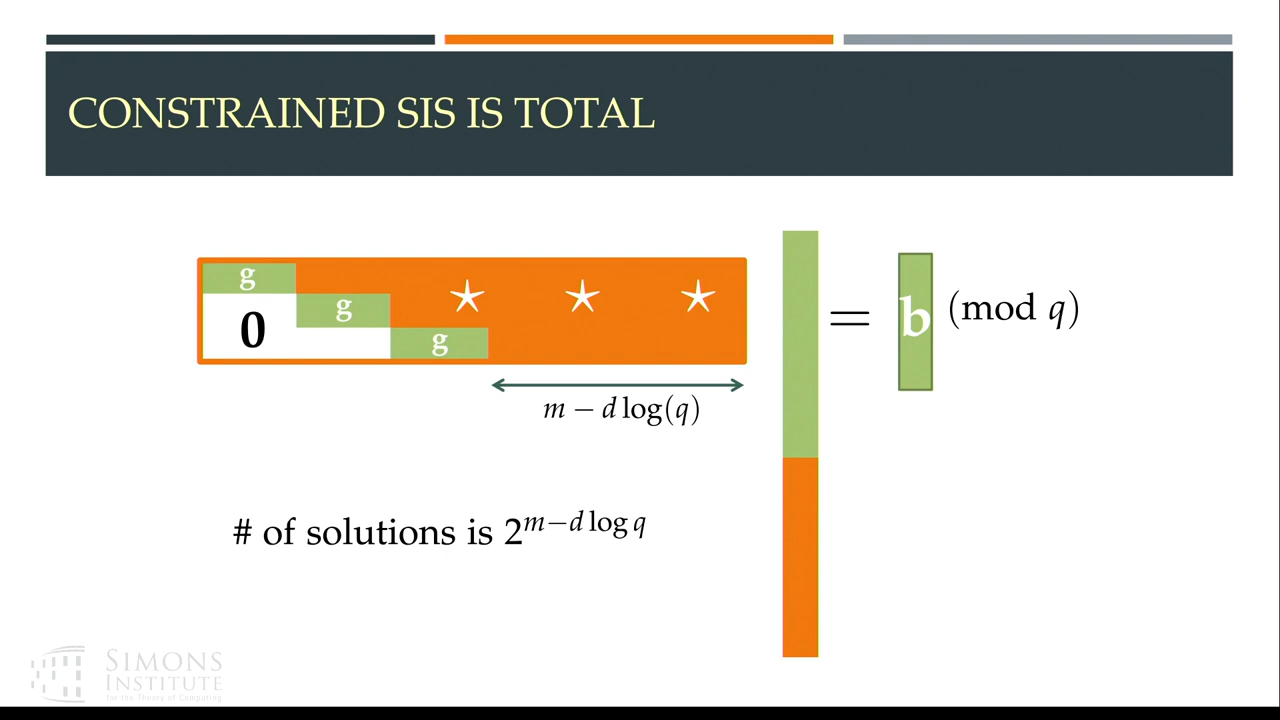 CONSTRAINED SIS IS TOTAL
g
g ★ ★ ★
0
g
= b (mod q)
m − d log(q)
# of solutions is 2^{m−d log q}
SIMONS
INSTITUTE
for the Theory of Computing